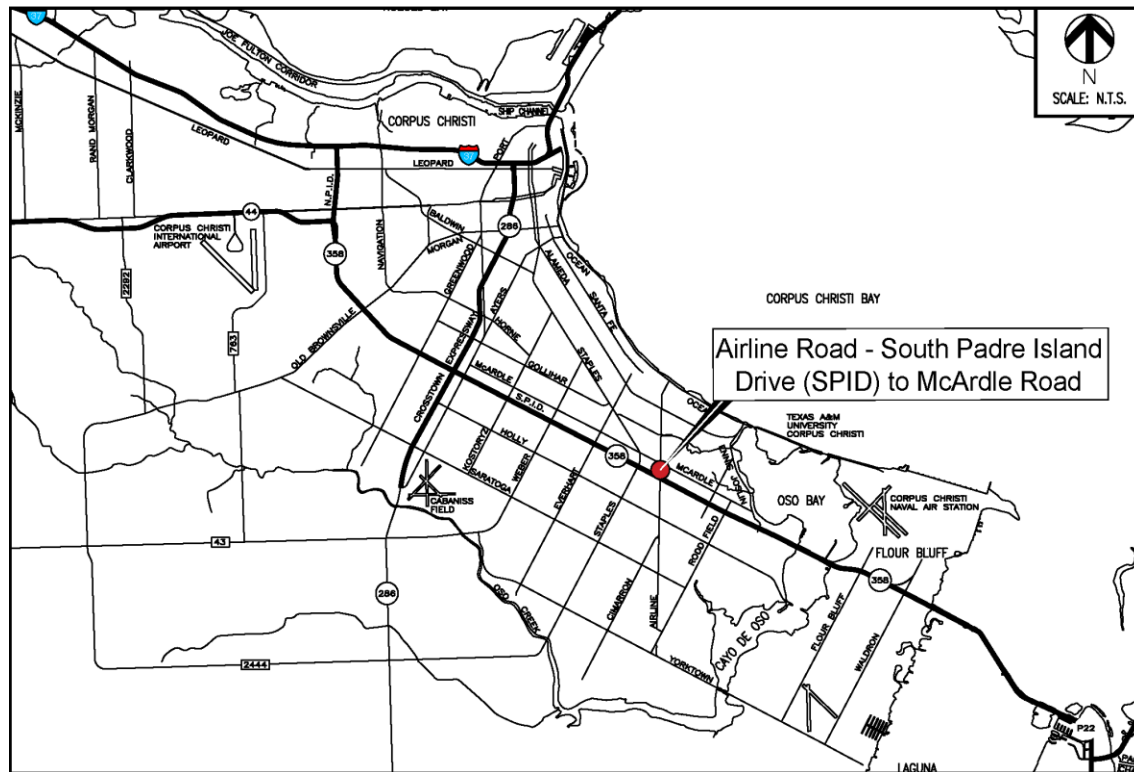 N
SCALE: N.T.S.
37
JOE FULTON CORRIDOR
SHIP CHANNEL
CORPUS CHRISTI
MCKINZIE
RAND MORGAN
CLARKWOOD
LEOPARD
37
LEOPARD
PORT
N.P.I.D.
NAVIGATION
44
CORPUS CHRISTI
INTERNATIONAL
AIRPORT
BALDWIN
MORGAN
286
358
GREENWOOD
ALAMEDA
OCEAN
SANTA FE
2292
763
OLD BROWNSVILLE
EXPRESSWAY
CROSSTOWN
AYERS
HORNE
GOLLIHAR
STAPLES
McARDLE
S.P.I.D.
CORPUS CHRISTI BAY
Airline Road - South Padre Island
Drive (SPID) to McArdle Road
OCEAN
TEXAS A&M
UNIVERSITY
CORPUS CHRISTI
KOSTORYZ
HOLLY
WEBER
SARATOGA
EVERHART
358
MCARDLE
ENNIS JOSLIN
OSO BAY
CORPUS CHRISTI
NAVAL AIR STATION
CABANISS
FIELD
STAPLES
RODD FIELD
FLOUR BLUFF
43
358
286
OSO CREEK
CIMARRON
AIRLINE
CAYO DE OSO
FLOUR BLUFF
WALDRON
YORKTOWN
2444
P22
LAGUNA